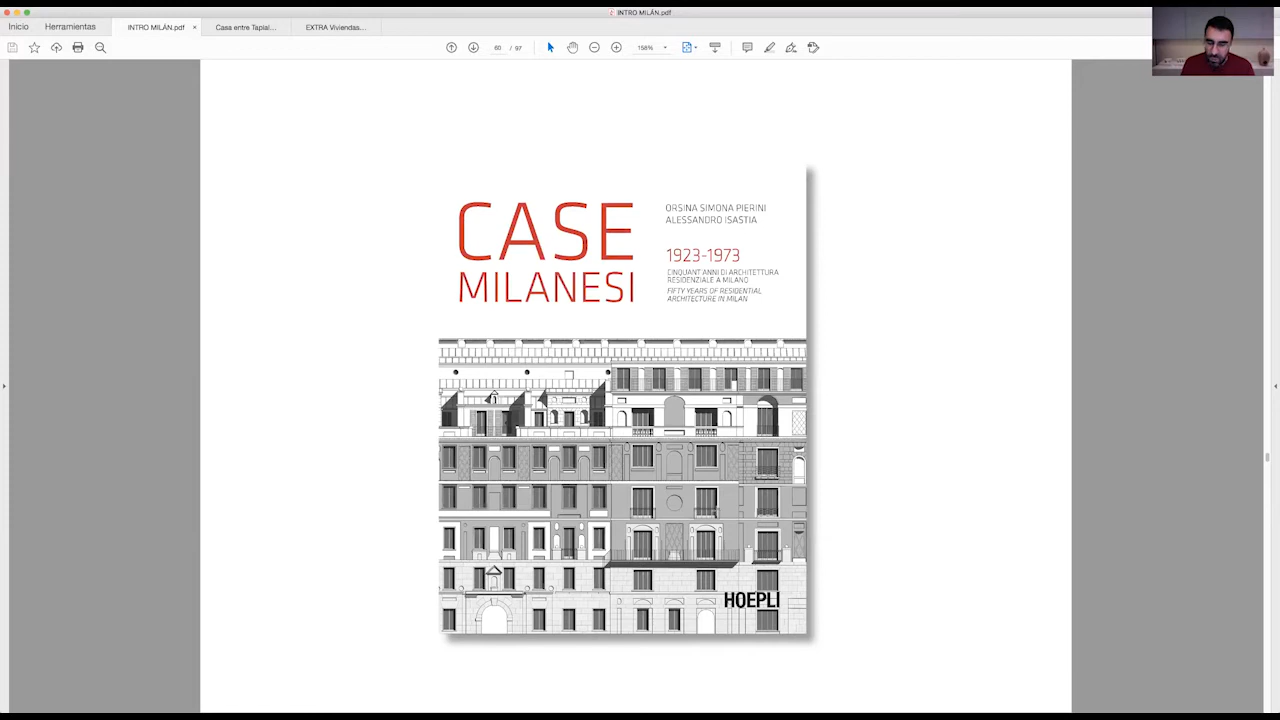 INTRO MILÁN.pdf
Inicio
Herramientas
INTRO MILÁN.pdf ×
Casa entre Tapial...
EXTRA Viviendas...
60 / 97
158%
CASE
MILANESI
ORSINA SIMONA PIERINI
ALESSANDRO ISASTIA
1923-1973
CINQUANT'ANNI DI ARCHITETTURA
RESIDENZIALE A MILANO
FIFTY YEARS OF RESIDENTIAL
ARCHITECTURE IN MILAN
HOEPLI